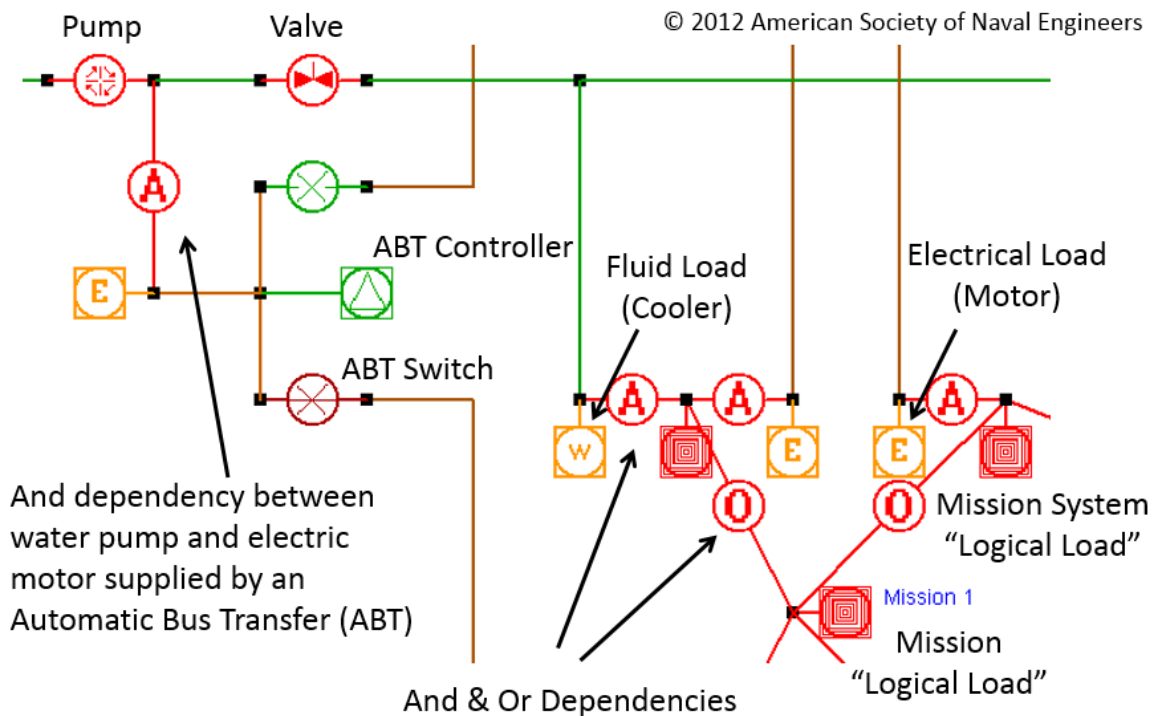 © 2012 American Society of Naval Engineers
Pump
Valve
A
ABT Controller
E
Fluid Load
(Cooler)
Electrical Load
(Motor)
ABT Switch
A
A
A
W
E
E
And dependency between
water pump and electric
motor supplied by an
Automatic Bus Transfer (ABT)
O
O
Mission System
“Logical Load”
Mission 1
Mission
“Logical Load”
And & Or Dependencies